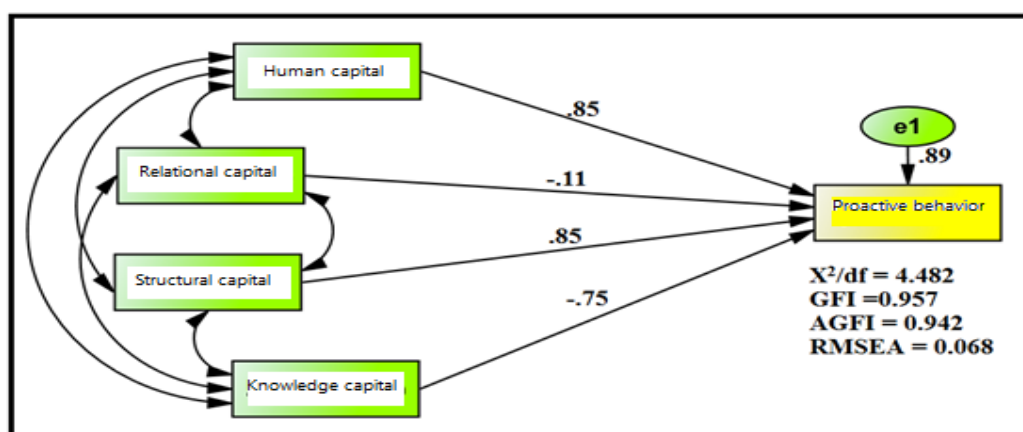 Human capital
.85
e1
.89
Relational capital
-.11
Proactive behavior
.85
Structural capital
X²/df = 4.482
-.75
GFI =0.957
AGFI = 0.942
RMSEA = 0.068
Knowledge capital